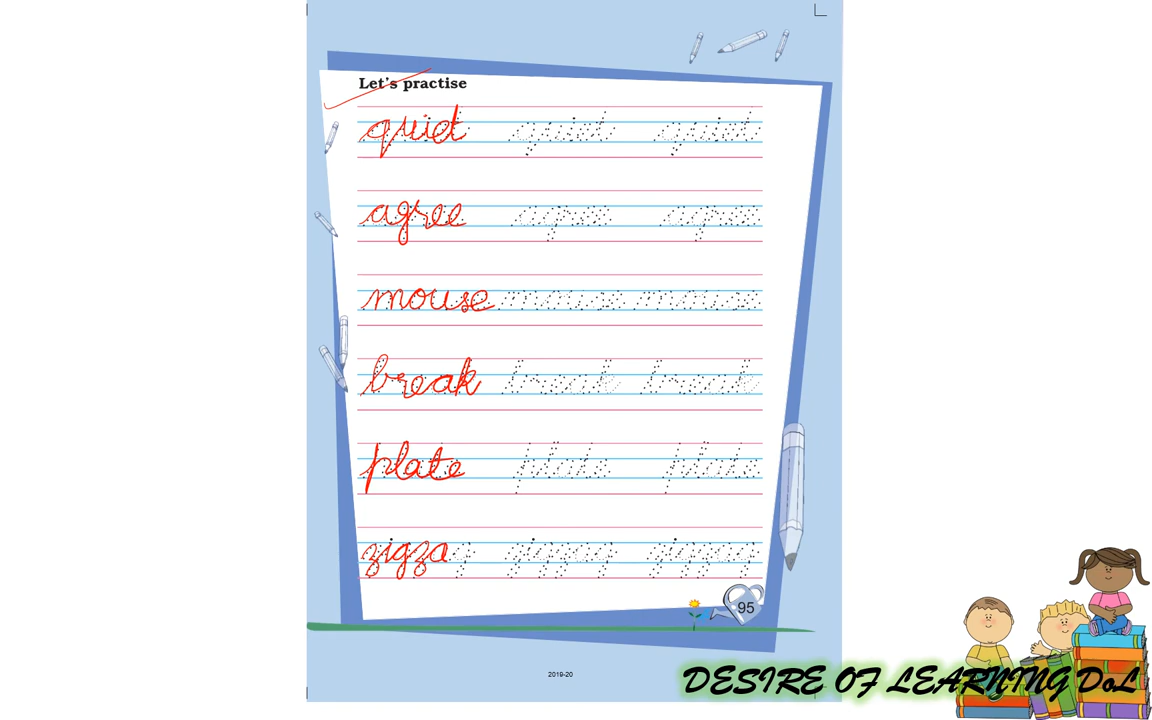 Let's practise
quiet quiet quiet
agree agree agree
mouse mouse mouse
break break break
plate plate plate
zigzag zigzag zigzag
95
2019-20
DESIRE OF LEARNING DoL